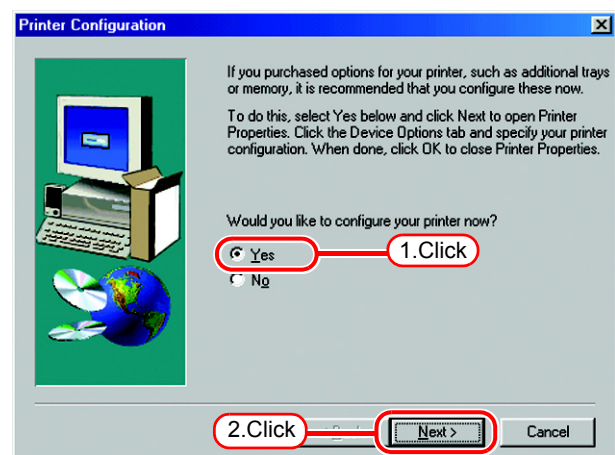 Printer Configuration
If you purchased options for your printer, such as additional trays
or memory, it is recommended that you configure these now.
To do this, select Yes below and click Next to open Printer
Properties. Click the Device Options tab and specify your printer
configuration. When done, click OK to close Printer Properties.
Would you like to configure your printer now?
Yes
1.Click
No
2.Click
Next >
Cancel